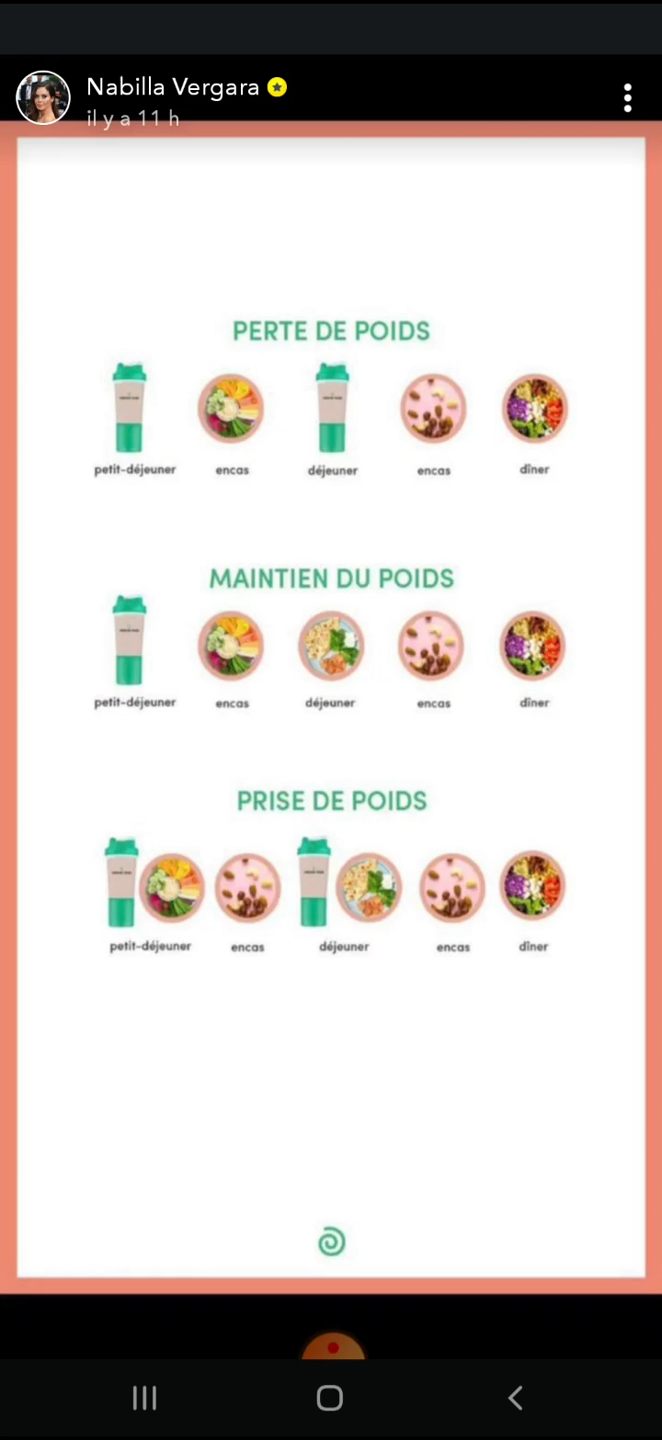 Nabilla Vergara
il y a 11 h
PERTE DE POIDS
petit-déjeuner encas déjeuner encas dîner
MAINTIEN DU POIDS
petit-déjeuner encas déjeuner encas dîner
PRISE DE POIDS
petit-déjeuner encas déjeuner encas dîner